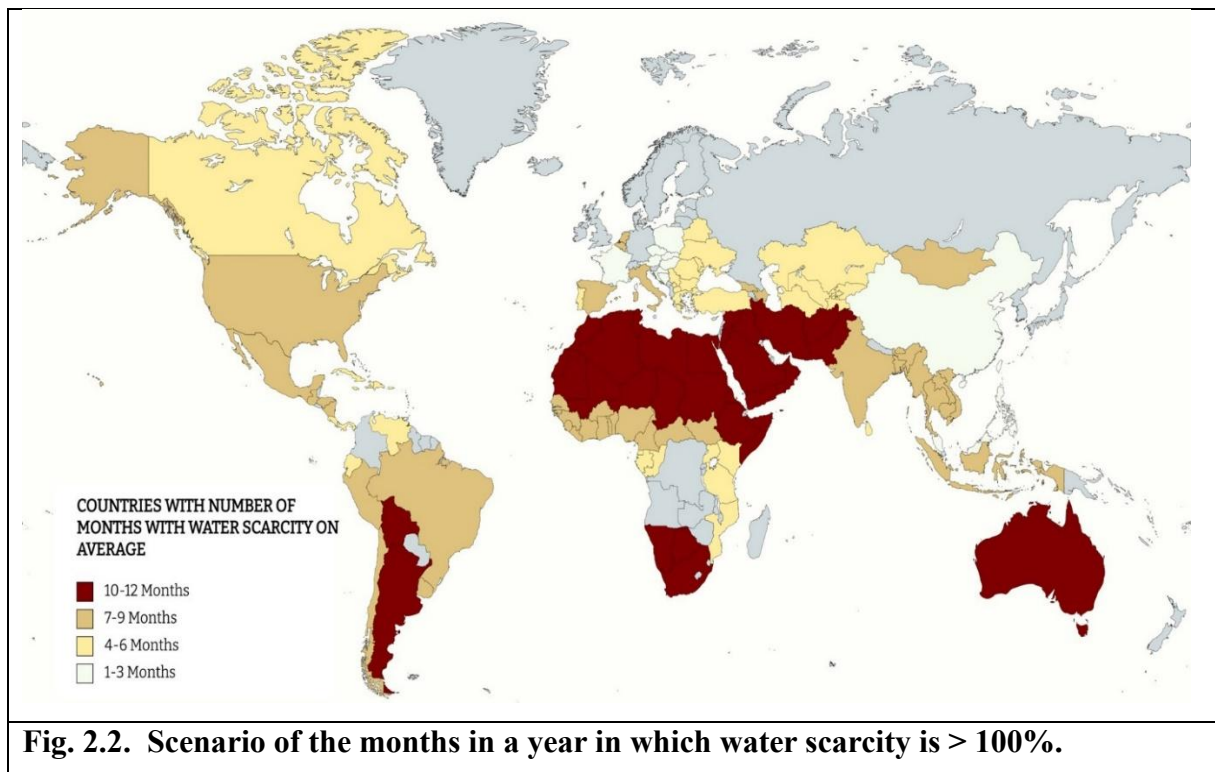 COUNTRIES WITH NUMBER OF
MONTHS WITH WATER SCARCITY ON
AVERAGE
10-12 Months
7-9 Months
4-6 Months
1-3 Months
Fig. 2.2. Scenario of the months in a year in which water scarcity is > 100%.